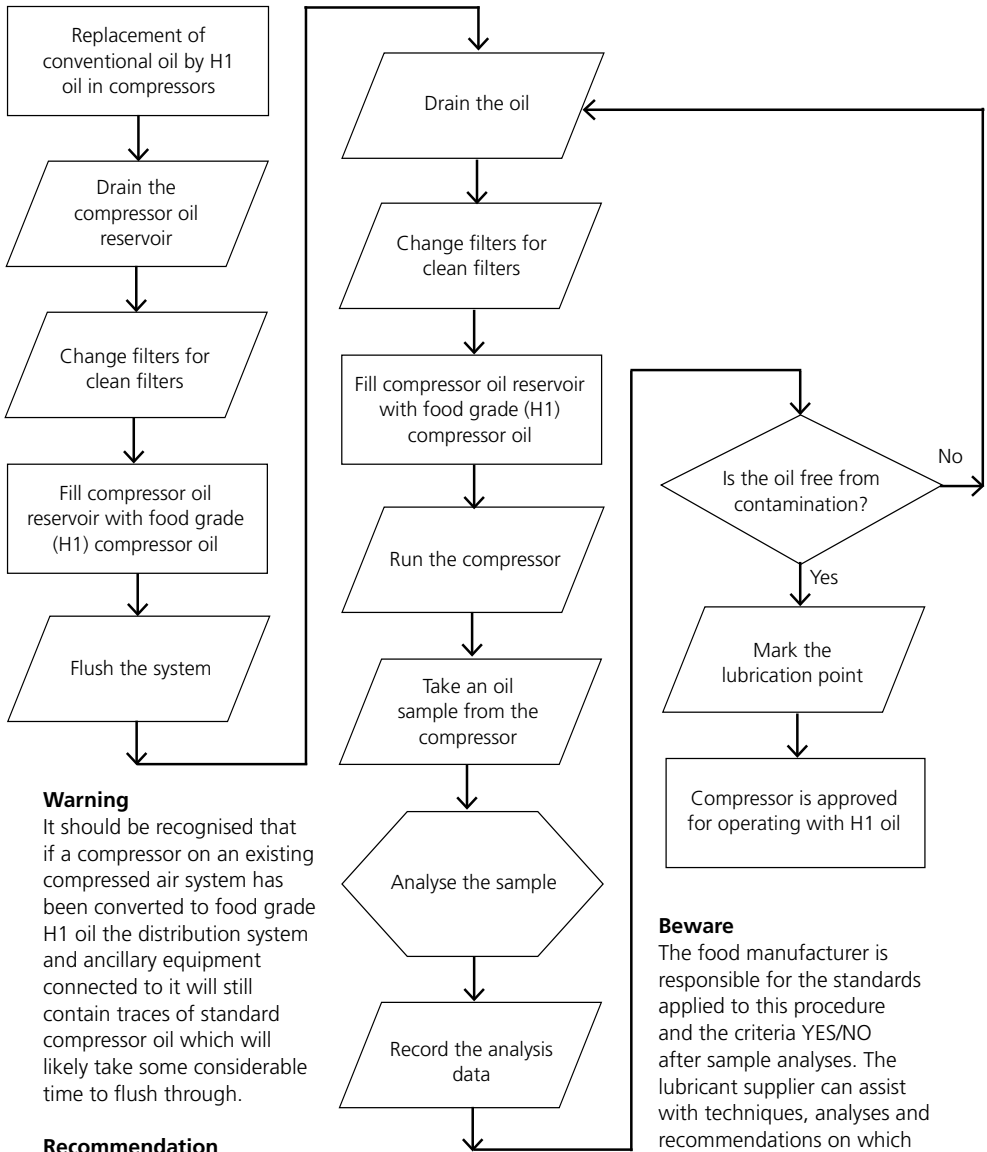 Replacement of
conventional oil by H1
oil in compressors
Drain the
compressor oil
reservoir
Change filters for
clean filters
Fill compressor oil
reservoir with food grade
(H1) compressor oil
Flush the system
Warning
It should be recognised that
if a compressor on an existing
compressed air system has
been converted to food grade
H1 oil the distribution system
and ancillary equipment
connected to it will still
contain traces of standard
compressor oil which will
likely take some considerable
time to flush through.
Recommendation
Drain the oil
Change filters for
clean filters
Fill compressor oil reservoir
with food grade (H1)
compressor oil
Run the compressor
Take an oil
sample from the
compressor
Analyse the sample
Record the analysis
data
Is the oil free from
contamination?
No
Yes
Mark the
lubrication point
Compressor is approved
for operating with H1 oil
Beware
The food manufacturer is
responsible for the standards
applied to this procedure
and the criteria YES/NO
after sample analyses. The
lubricant supplier can assist
with techniques, analyses and
recommendations on which